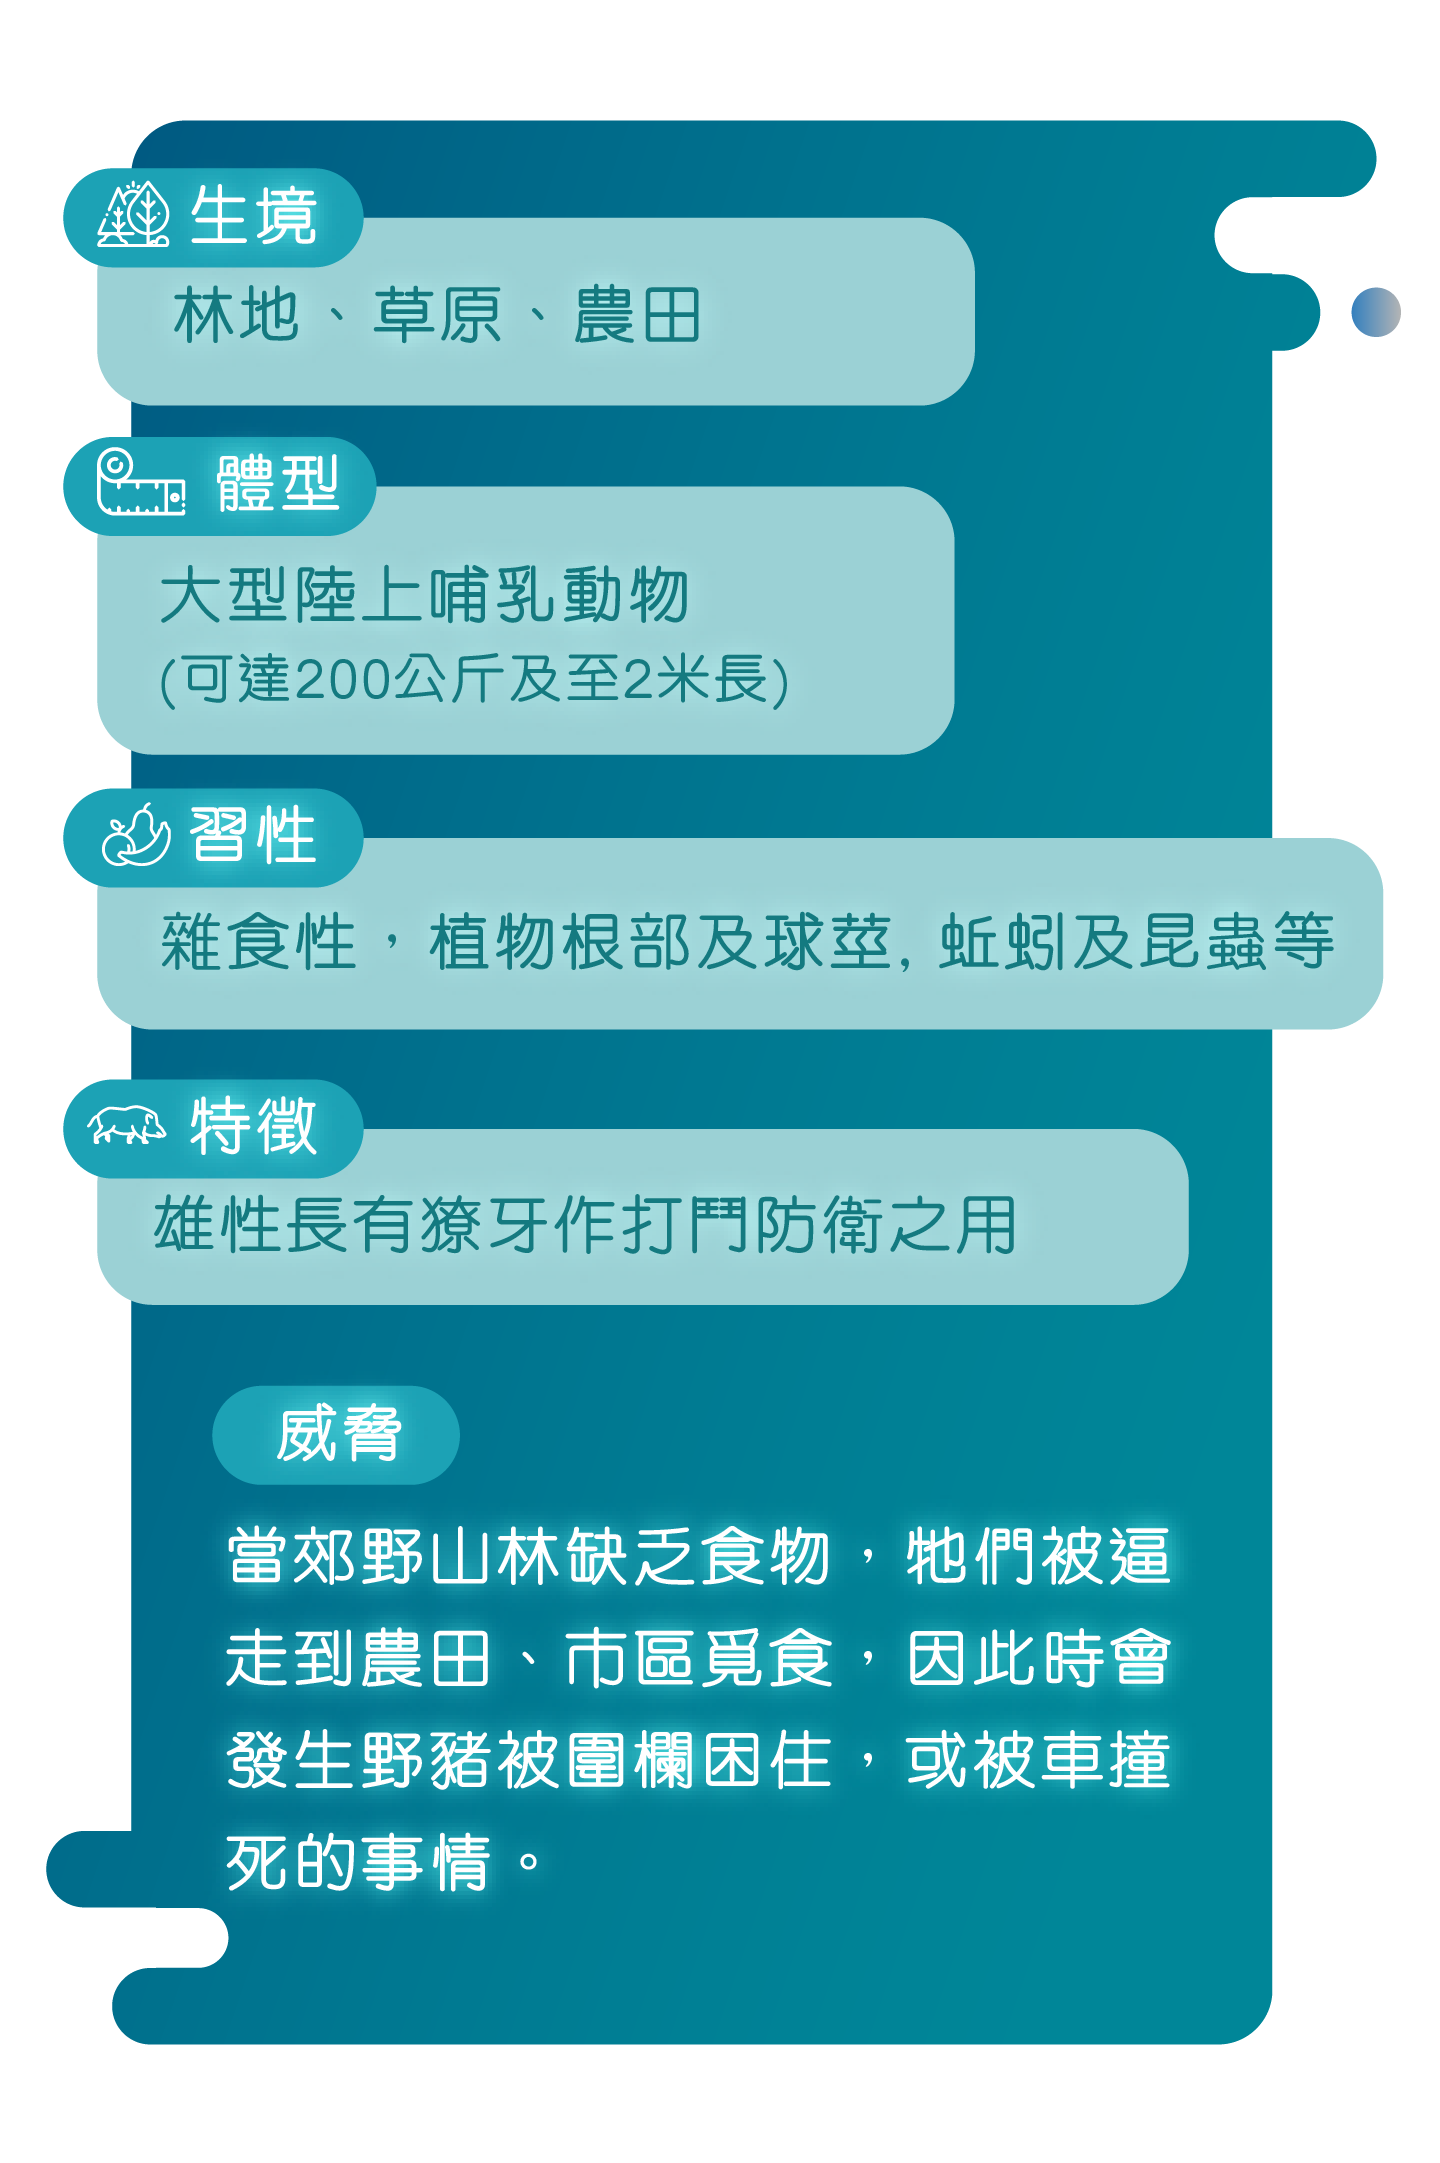 生境
林地、草原、農田
體型
大型陸上哺乳動物
(可達200公斤及至2米長)
習性
雜食性，植物根部及球莖, 蚯蚓及昆蟲等
特徵
雄性長有獠牙作打鬥防衛之用
威脅
當郊野山林缺乏食物，牠們被逼
走到農田、市區覓食，因此時會
發生野豬被圍欄困住，或被車撞
死的事情。